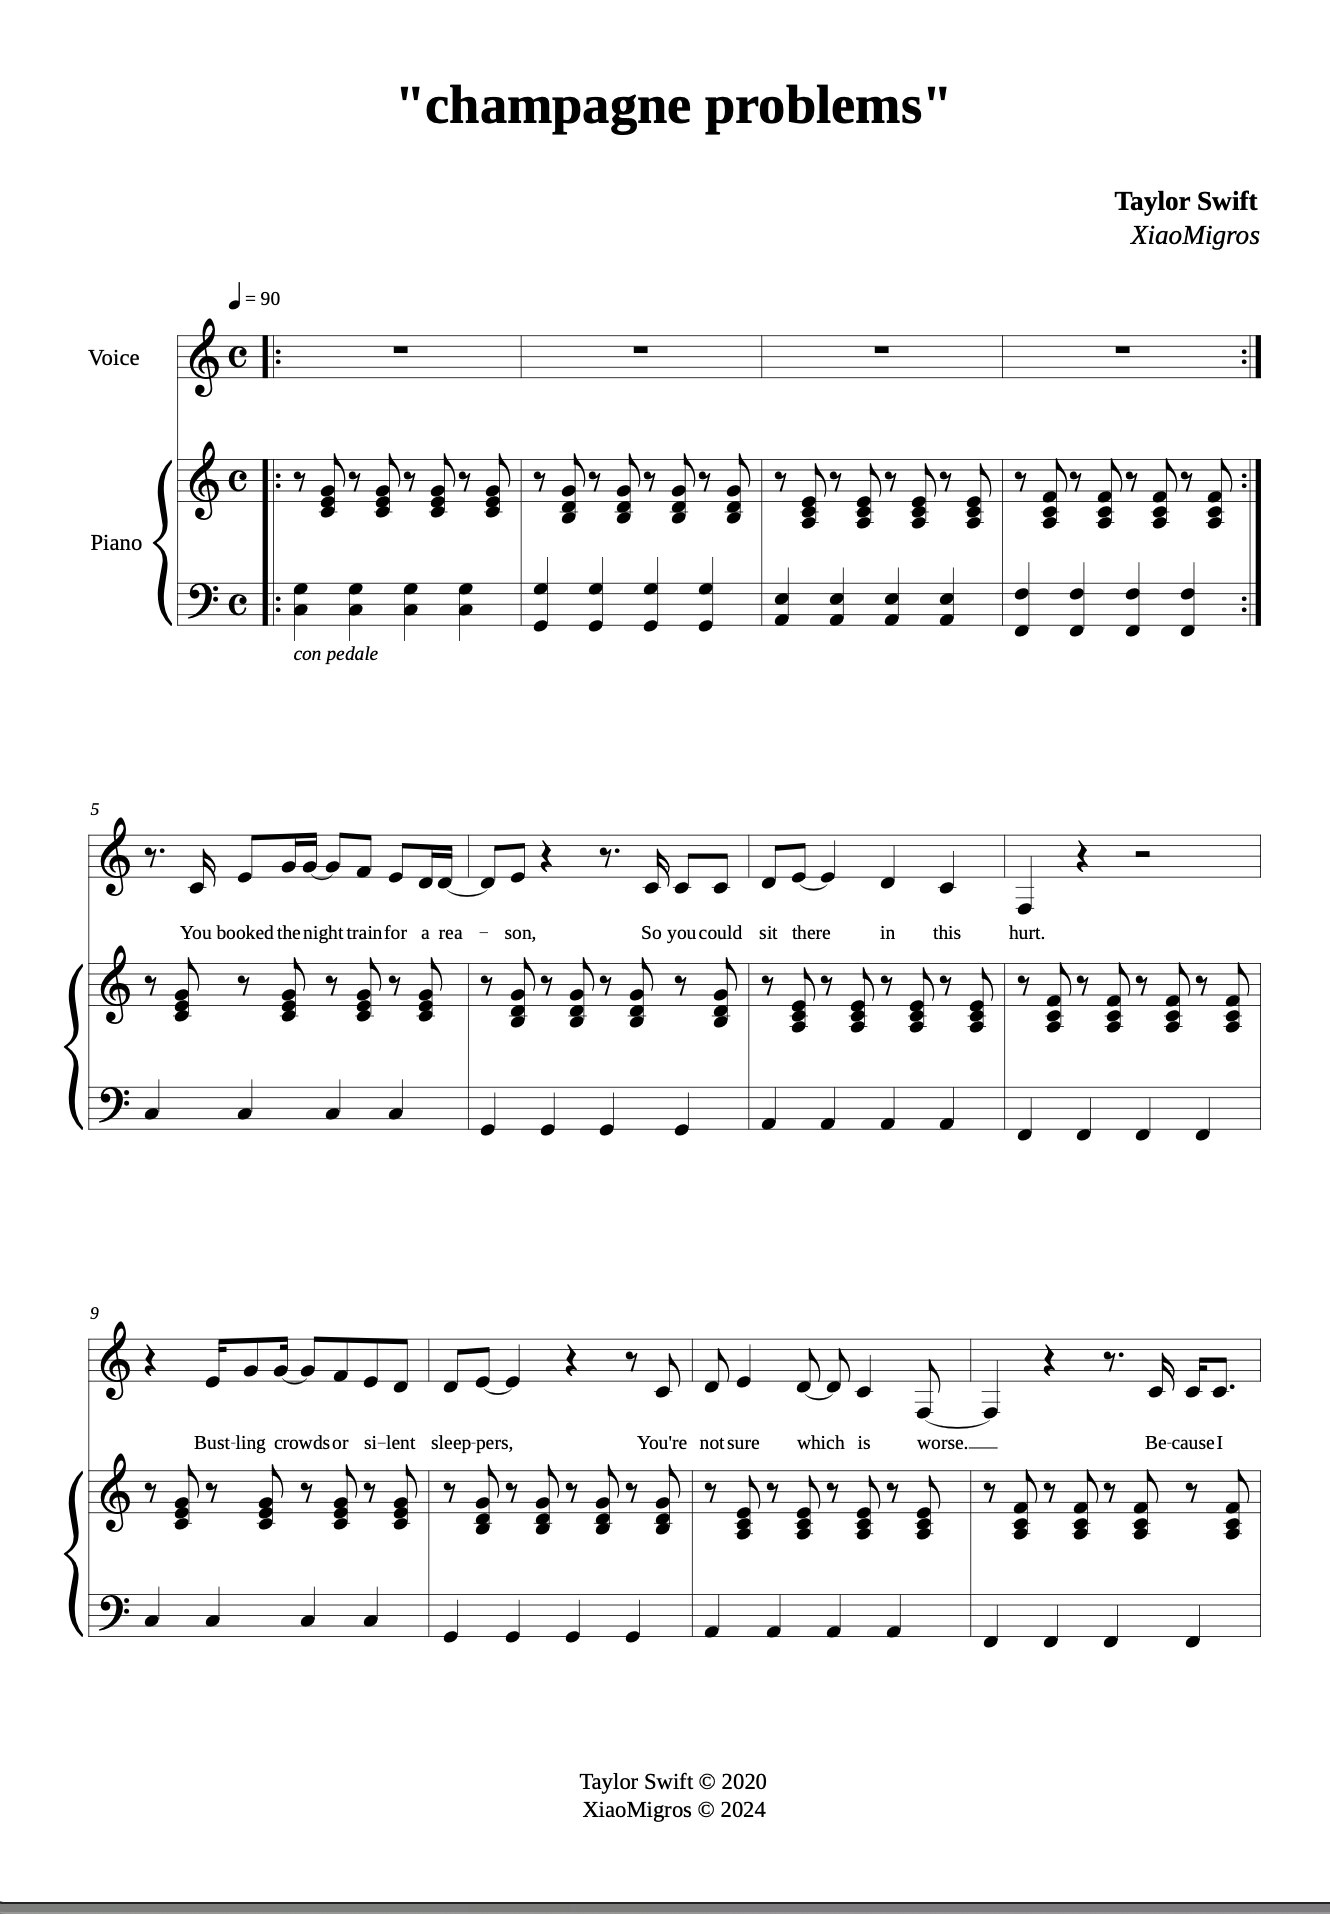 "champagne problems"
Taylor Swift
XiaoMigros
= 90
Voice
Piano
con pedale
5
You booked the night train for a rea – son, So you could sit there in this hurt.
9
Bust-ling crowds or si–lent sleep-pers, You're not sure which is worse. Be-cause I
Taylor Swift © 2020
XiaoMigros © 2024